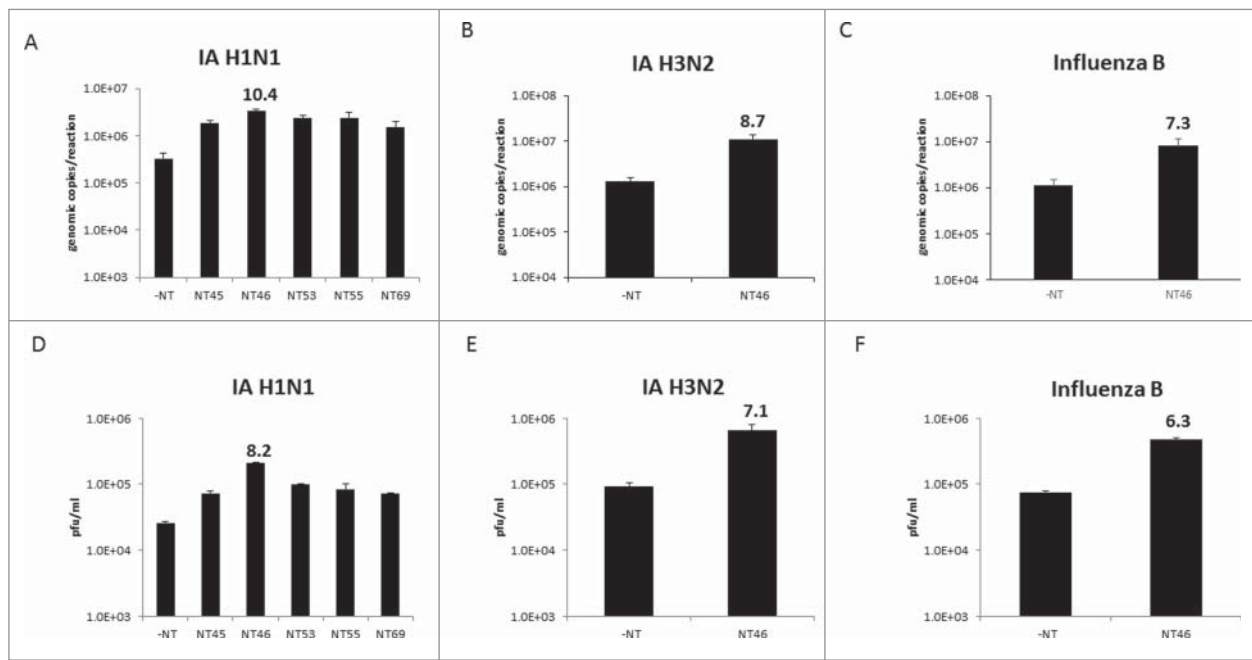 A
IA H1N1
genomic copies/reaction
1.0E+07
1.0E+06
1.0E+05
1.0E+04
1.0E+03
10.4
-NT NT45 NT46 NT53 NT55 NT69
B
IA H3N2
genomic copies/reaction
1.0E+08
1.0E+07
1.0E+06
1.0E+05
1.0E+04
8.7
-NT NT46
C
Influenza B
genomic copies/reaction
1.0E+08
1.0E+07
1.0E+06
1.0E+05
1.0E+04
7.3
-NT NT46
D
IA H1N1
pfu/ml
1.0E+06
1.0E+05
1.0E+04
1.0E+03
8.2
-NT NT45 NT46 NT53 NT55 NT69
E
IA H3N2
pfu/ml
1.0E+06
1.0E+05
1.0E+04
1.0E+03
7.1
-NT NT46
F
Influenza B
pfu/ml
1.0E+06
1.0E+05
1.0E+04
1.0E+03
6.3
-NT NT46